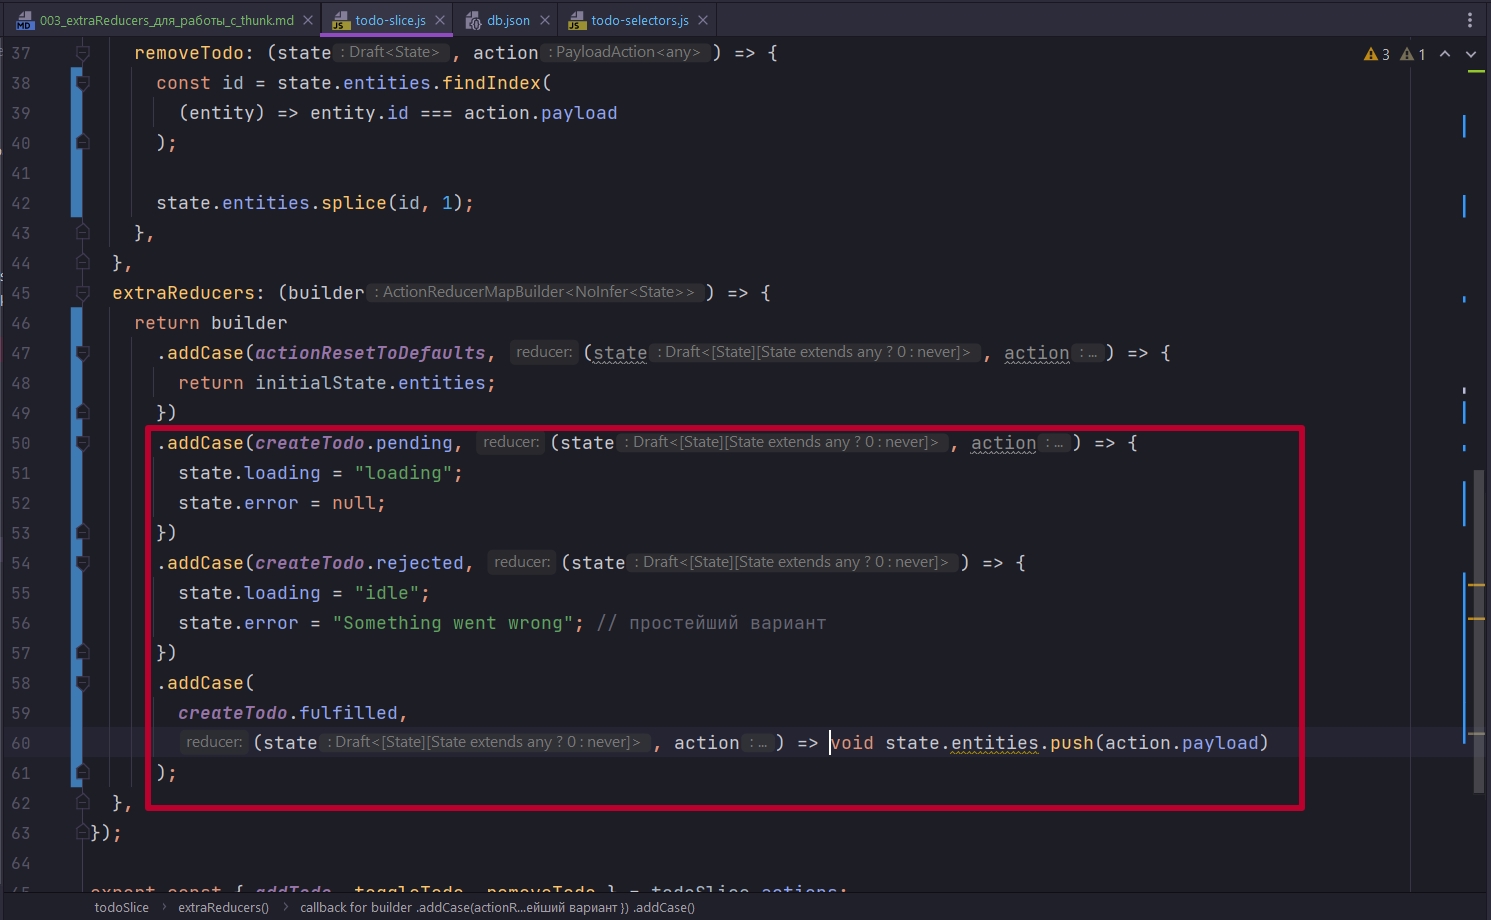 003_extraReducers_для_работы_с_thunk.md todo-slice.js db.json todo-selectors.js
37 removeTodo: (state : Draft<State> , action : PayloadAction<any> ) => { 3 1
38 const id = state.entities.findIndex(
39 (entity) => entity.id === action.payload
40 );
41
42 state.entities.splice(id, 1);
43 },
44 },
45 extraReducers: (builder : ActionReducerMapBuilder<NoInfer<State>> ) => {
46 return builder
47 .addCase(actionResetToDefaults, reducer: (state : Draft<[State][State extends any ? 0 : never]> , action : ... ) => {
48 return initialState.entities;
49 })
50 .addCase(createTodo.pending, reducer: (state : Draft<[State][State extends any ? 0 : never]> , action : ... ) => {
51 state.loading = "loading";
52 state.error = null;
53 })
54 .addCase(createTodo.rejected, reducer: (state : Draft<[State][State extends any ? 0 : never]> ) => {
55 state.loading = "idle";
56 state.error = "Something went wrong"; // простейший вариант
57 })
58 .addCase(
59 createTodo.fulfilled,
60 reducer: (state : Draft<[State][State extends any ? 0 : never]> , action : ... ) => void state.entities.push(action.payload)
61 );
62 },
63 });
64
65 export const { addTodo, toggleTodo, removeTodo } = todoSlice.actions;
todoSlice › extraReducers() › callback for builder .addCase(actionR...ейший вариант }) .addCase()